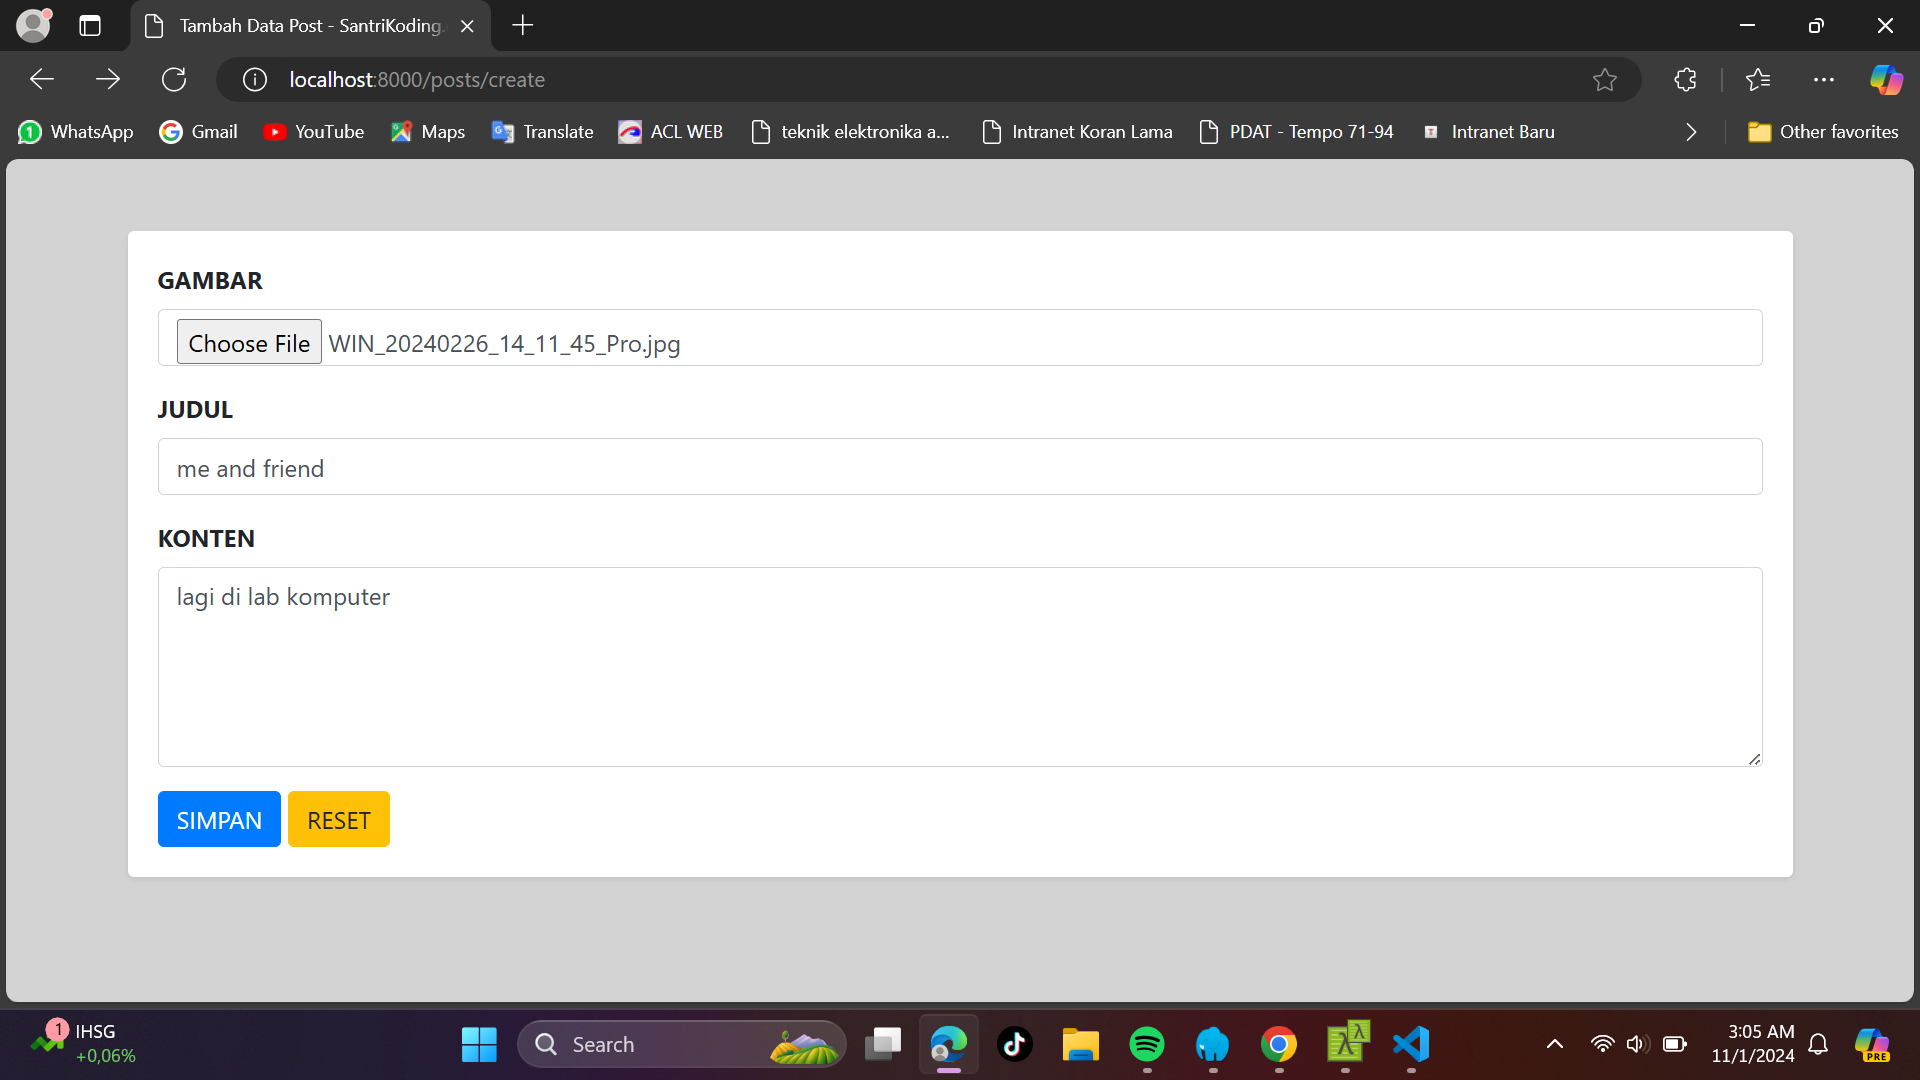 Tambah Data Post - SantriKoding.
localhost:8000/posts/create
WhatsApp
Gmail
YouTube
Maps
Translate
ACL WEB
teknik elektronika a...
Intranet Koran Lama
PDAT - Tempo 71-94
Intranet Baru
Other favorites
GAMBAR
Choose File WIN_20240226_14_11_45_Pro.jpg
JUDUL
me and friend
KONTEN
lagi di lab komputer
SIMPAN RESET
1
IHSG
+0,06%
Search
3:05 AM
11/1/2024
PRE